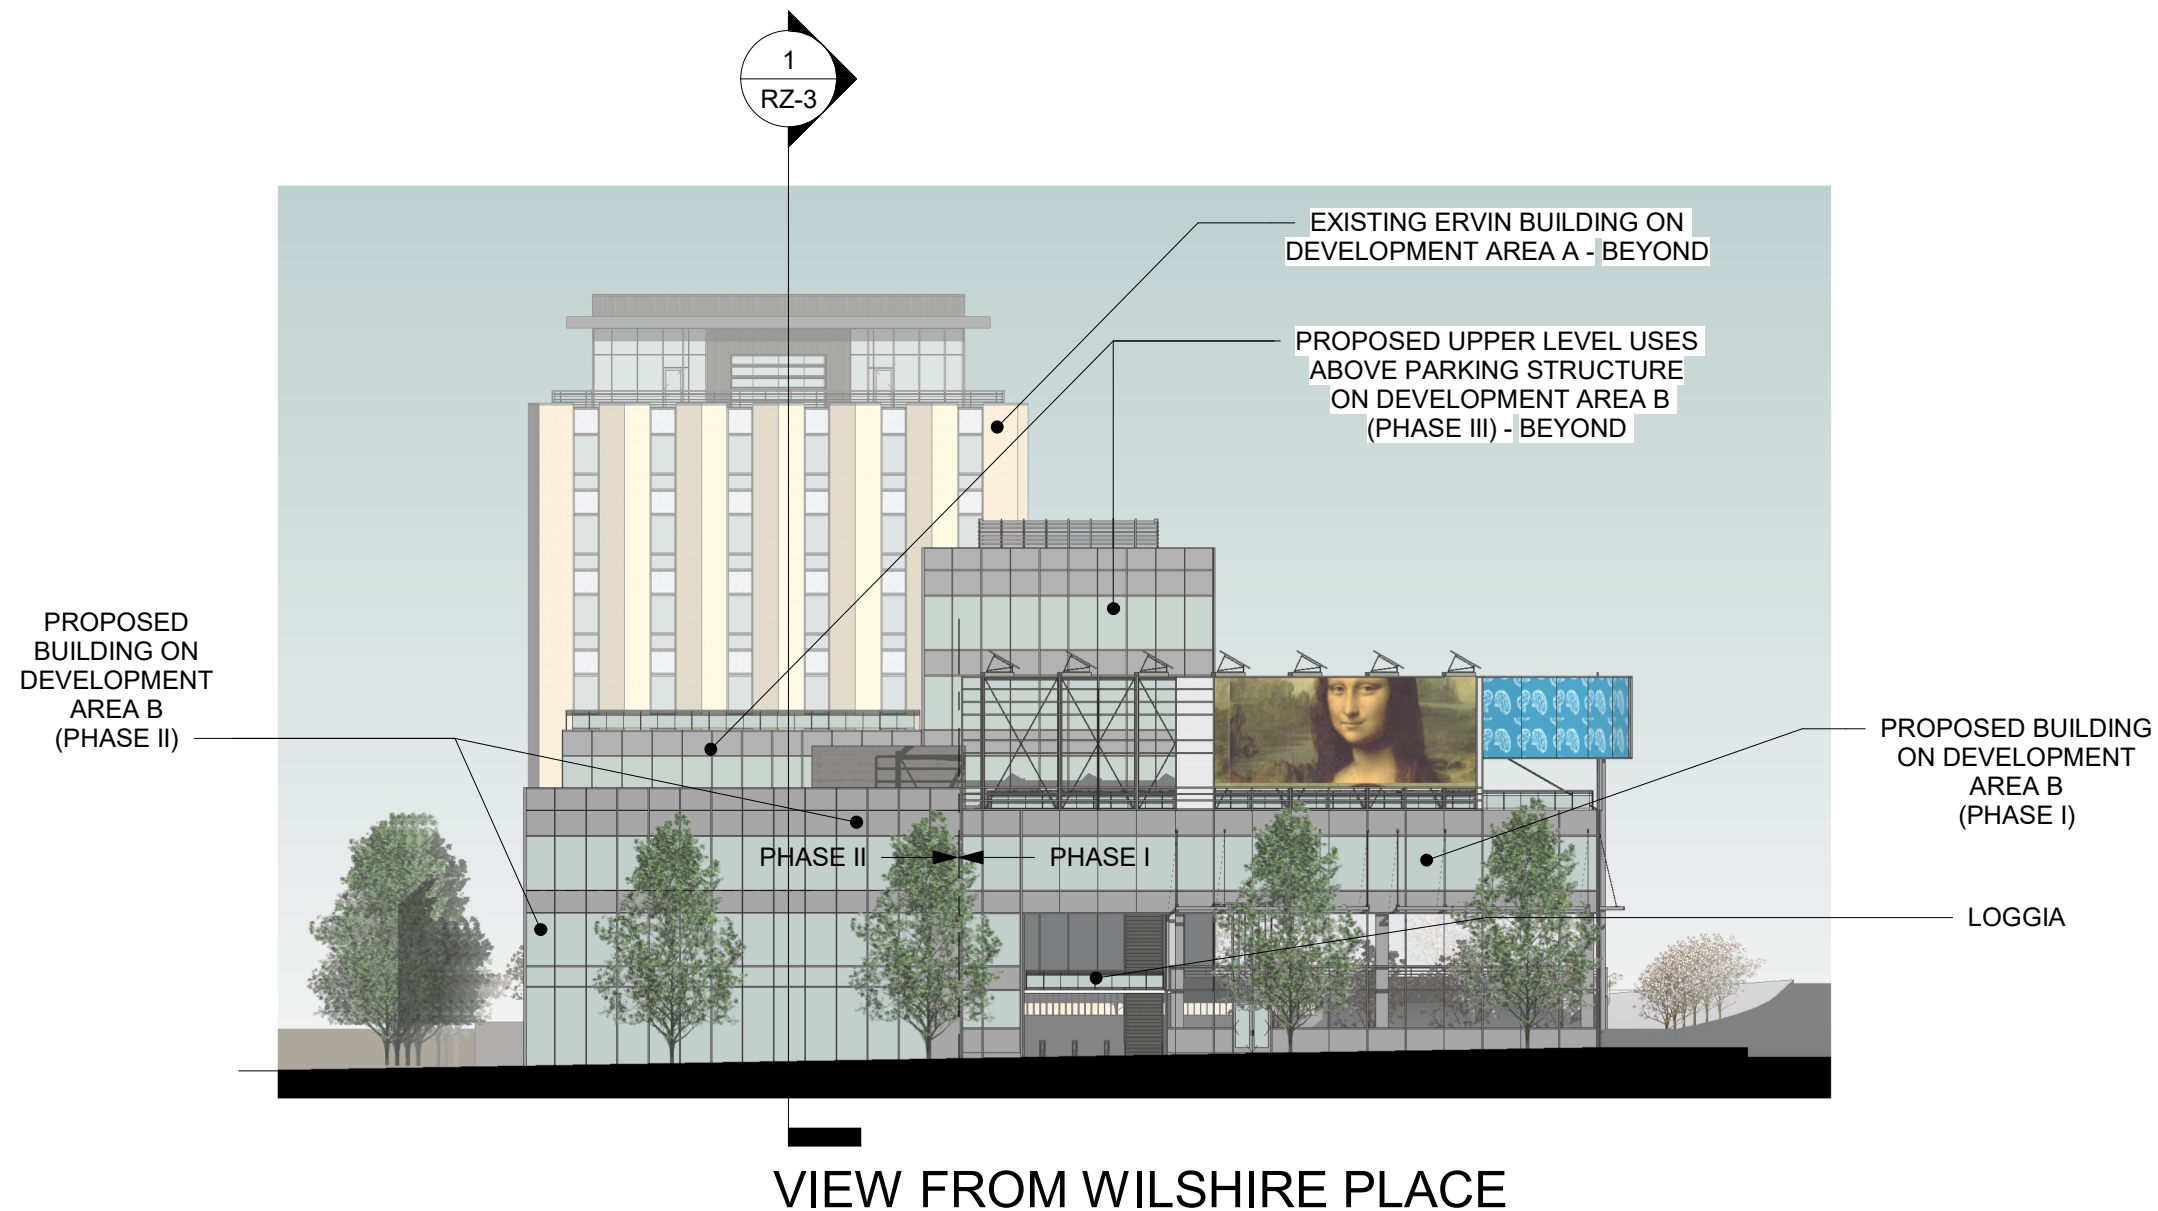 1
RZ-3
EXISTING ERVIN BUILDING ON
DEVELOPMENT AREA A - BEYOND
PROPOSED UPPER LEVEL USES
ABOVE PARKING STRUCTURE
ON DEVELOPMENT AREA B
(PHASE III) - BEYOND
PROPOSED
BUILDING ON
DEVELOPMENT
AREA B
(PHASE II)
PROPOSED BUILDING
ON DEVELOPMENT
AREA B
(PHASE I)
PHASE II
PHASE I
LOGGIA
VIEW FROM WILSHIRE PLACE